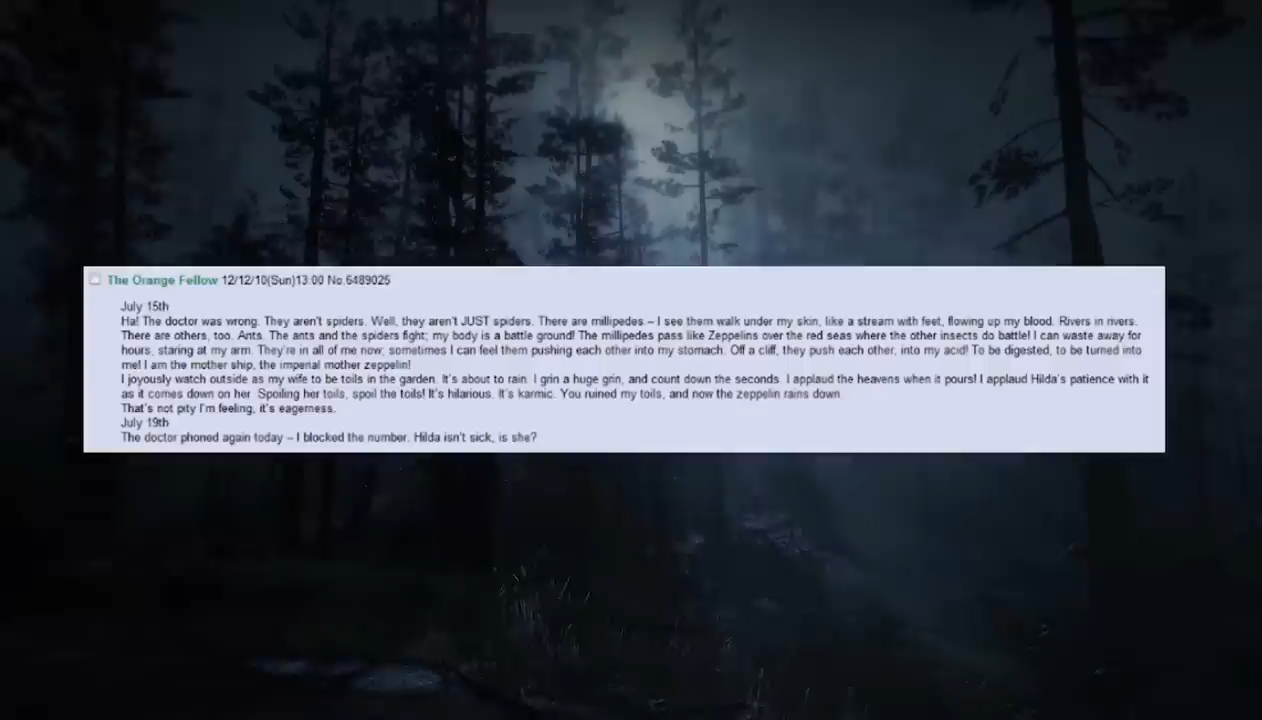 The Orange Fellow 12/12/10(Sun)13:00 No.6489025
July 15th
Ha! The doctor was wrong. They aren't spiders. Well, they aren't JUST spiders. There are millipedes – I see them walk under my skin, like a stream with feet, flowing up my blood. Rivers in rivers.
There are others, too. Ants. The ants and the spiders fight; my body is a battle ground! The millipedes pass like Zeppelins over the red seas where the other insects do battle! I can waste away for
hours, staring at my arm. They're in all of me now; sometimes I can feel them pushing each other into my stomach. Off a cliff, they push each other, into my acid! To be digested, to be turned into
me! I am the mother ship, the imperial mother zeppelin!
I joyously watch outside as my wife to be toils in the garden. It's about to rain. I grin a huge grin, and count down the seconds. I applaud the heavens when it pours! I applaud Hilda's patience with it
as it comes down on her. Spoiling her toils, spoil the toils! It's hilarious. It's karmic. You ruined my toils, and now the zeppelin rains down.
That's not pity I'm feeling, it's eagerness.
July 19th
The doctor phoned again today – I blocked the number. Hilda isn't sick, is she?